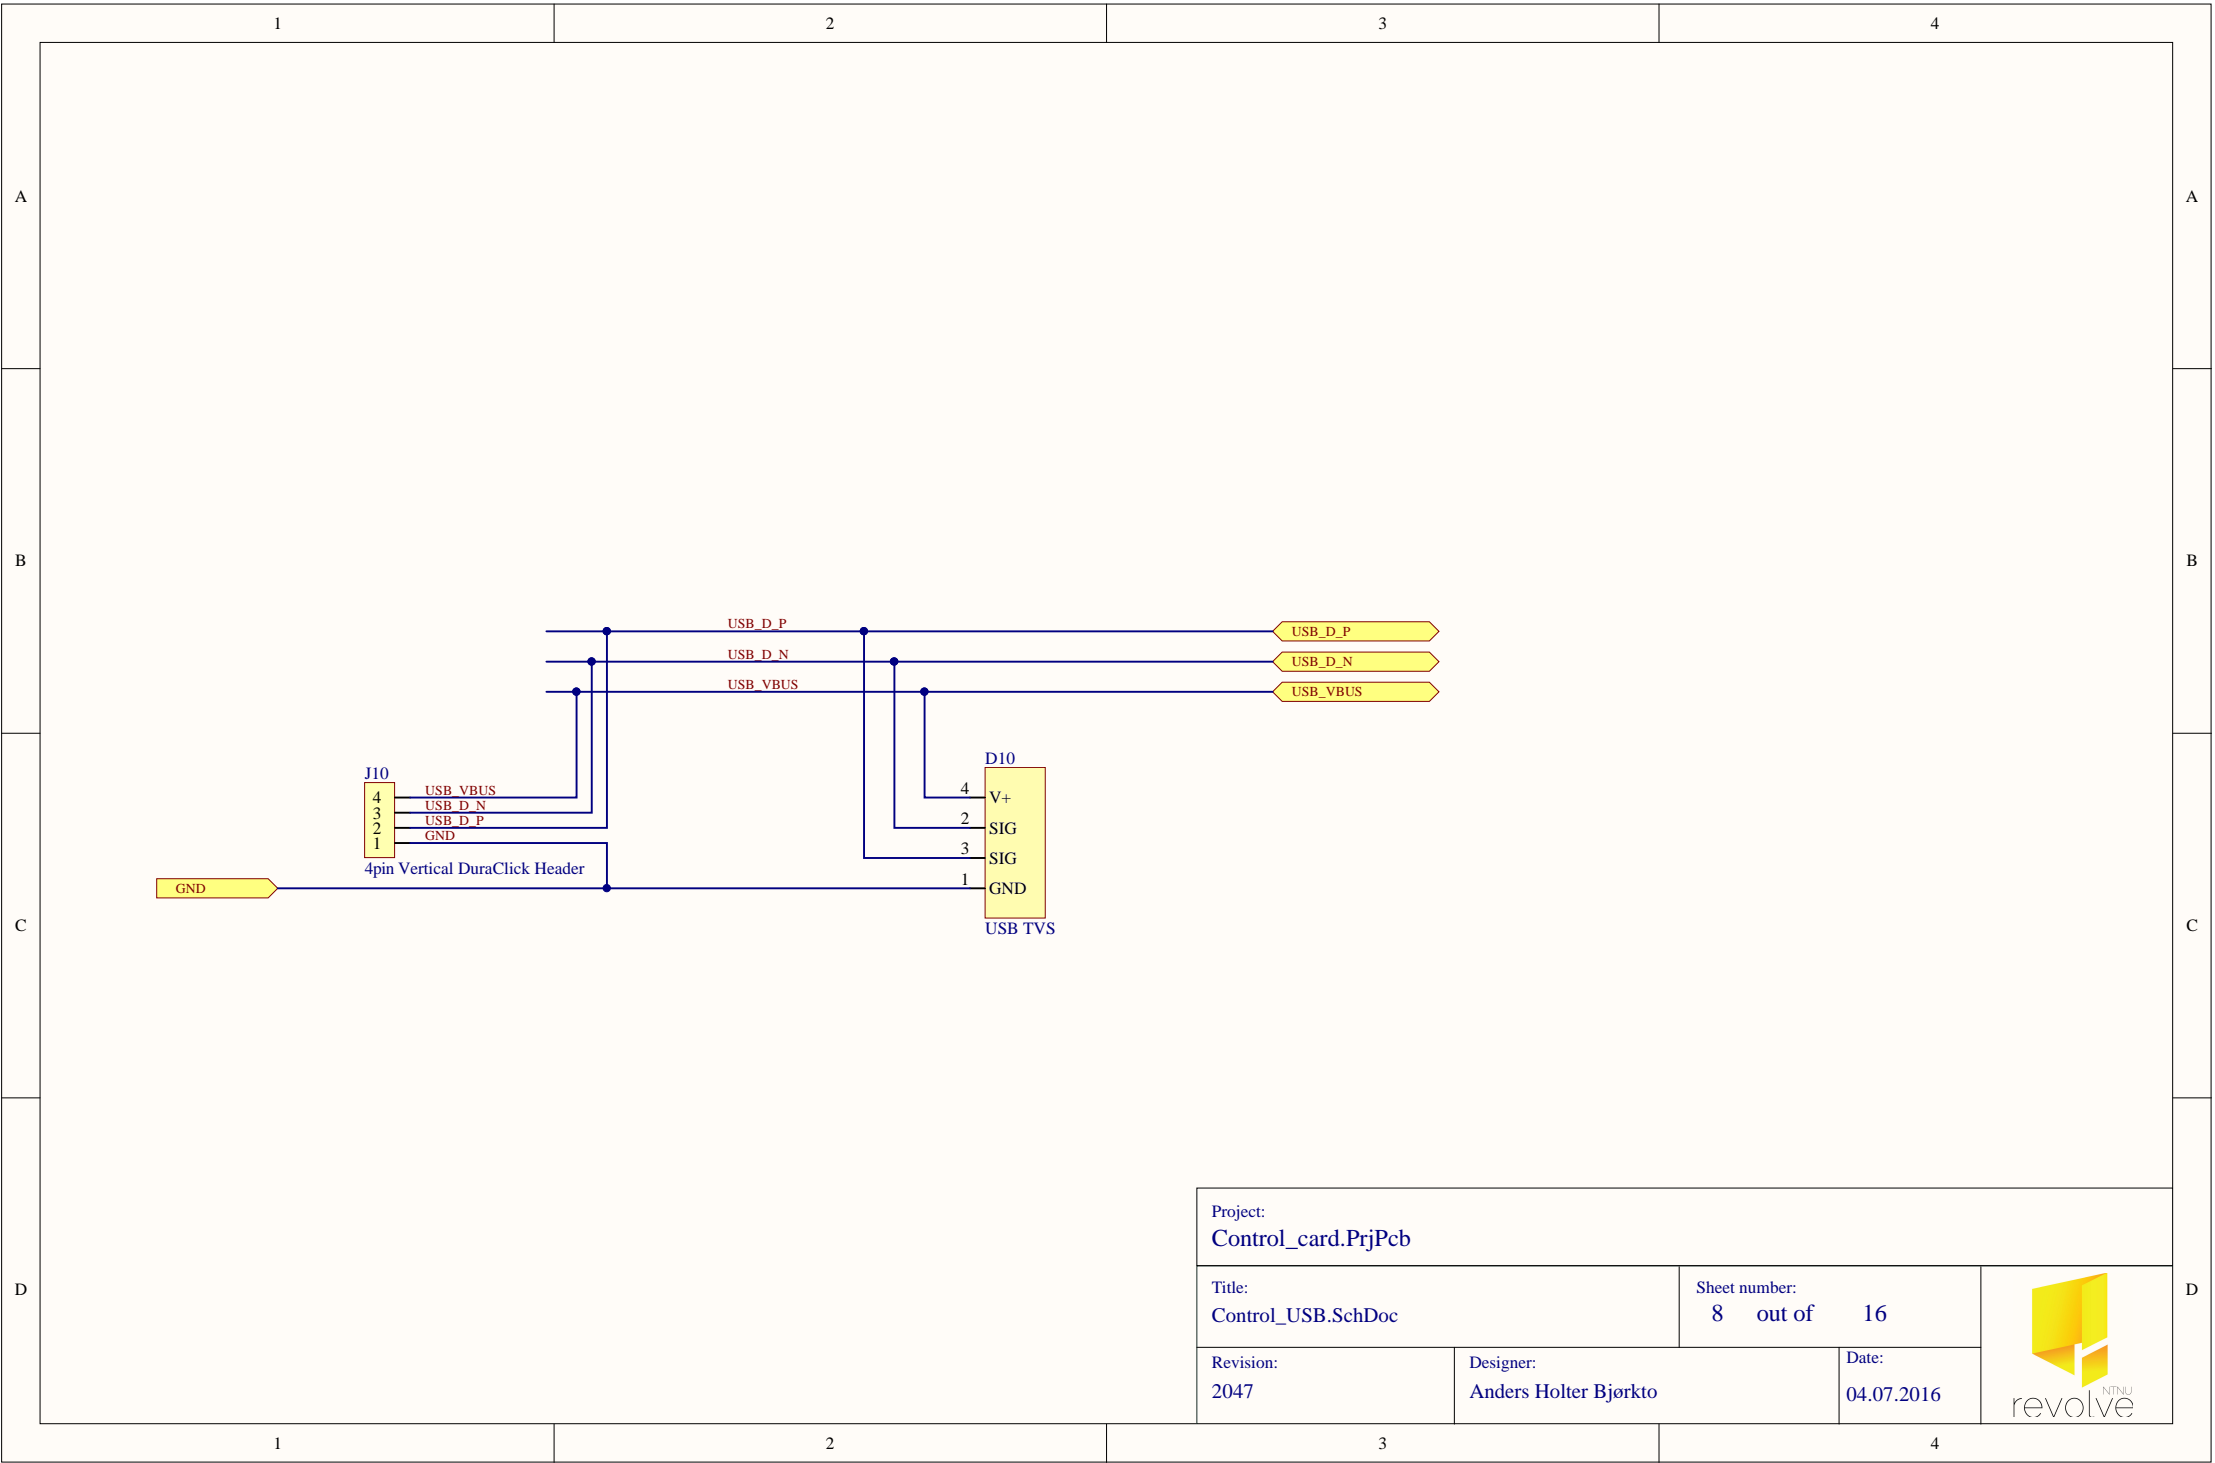 1 2 3 4
A A
B B
USB_D_P USB_D_P
USB_D_N USB_D_N
USB_VBUS USB_VBUS
D10
J10
4 USB_VBUS 4 V+
3 USB_D_N
2 USB_D_P 2 SIG
1 GND
3 SIG
4pin Vertical DuraClick Header
GND 1 GND
C C
USB TVS
Project:
Control_card.PrjPcb
D D
Title: Sheet number:
Control_USB.SchDoc 8 out of 16
Revision: Designer: Date:
2047 Anders Holter Bjørkto 04.07.2016
NTNU
revolve
1 2 3 4